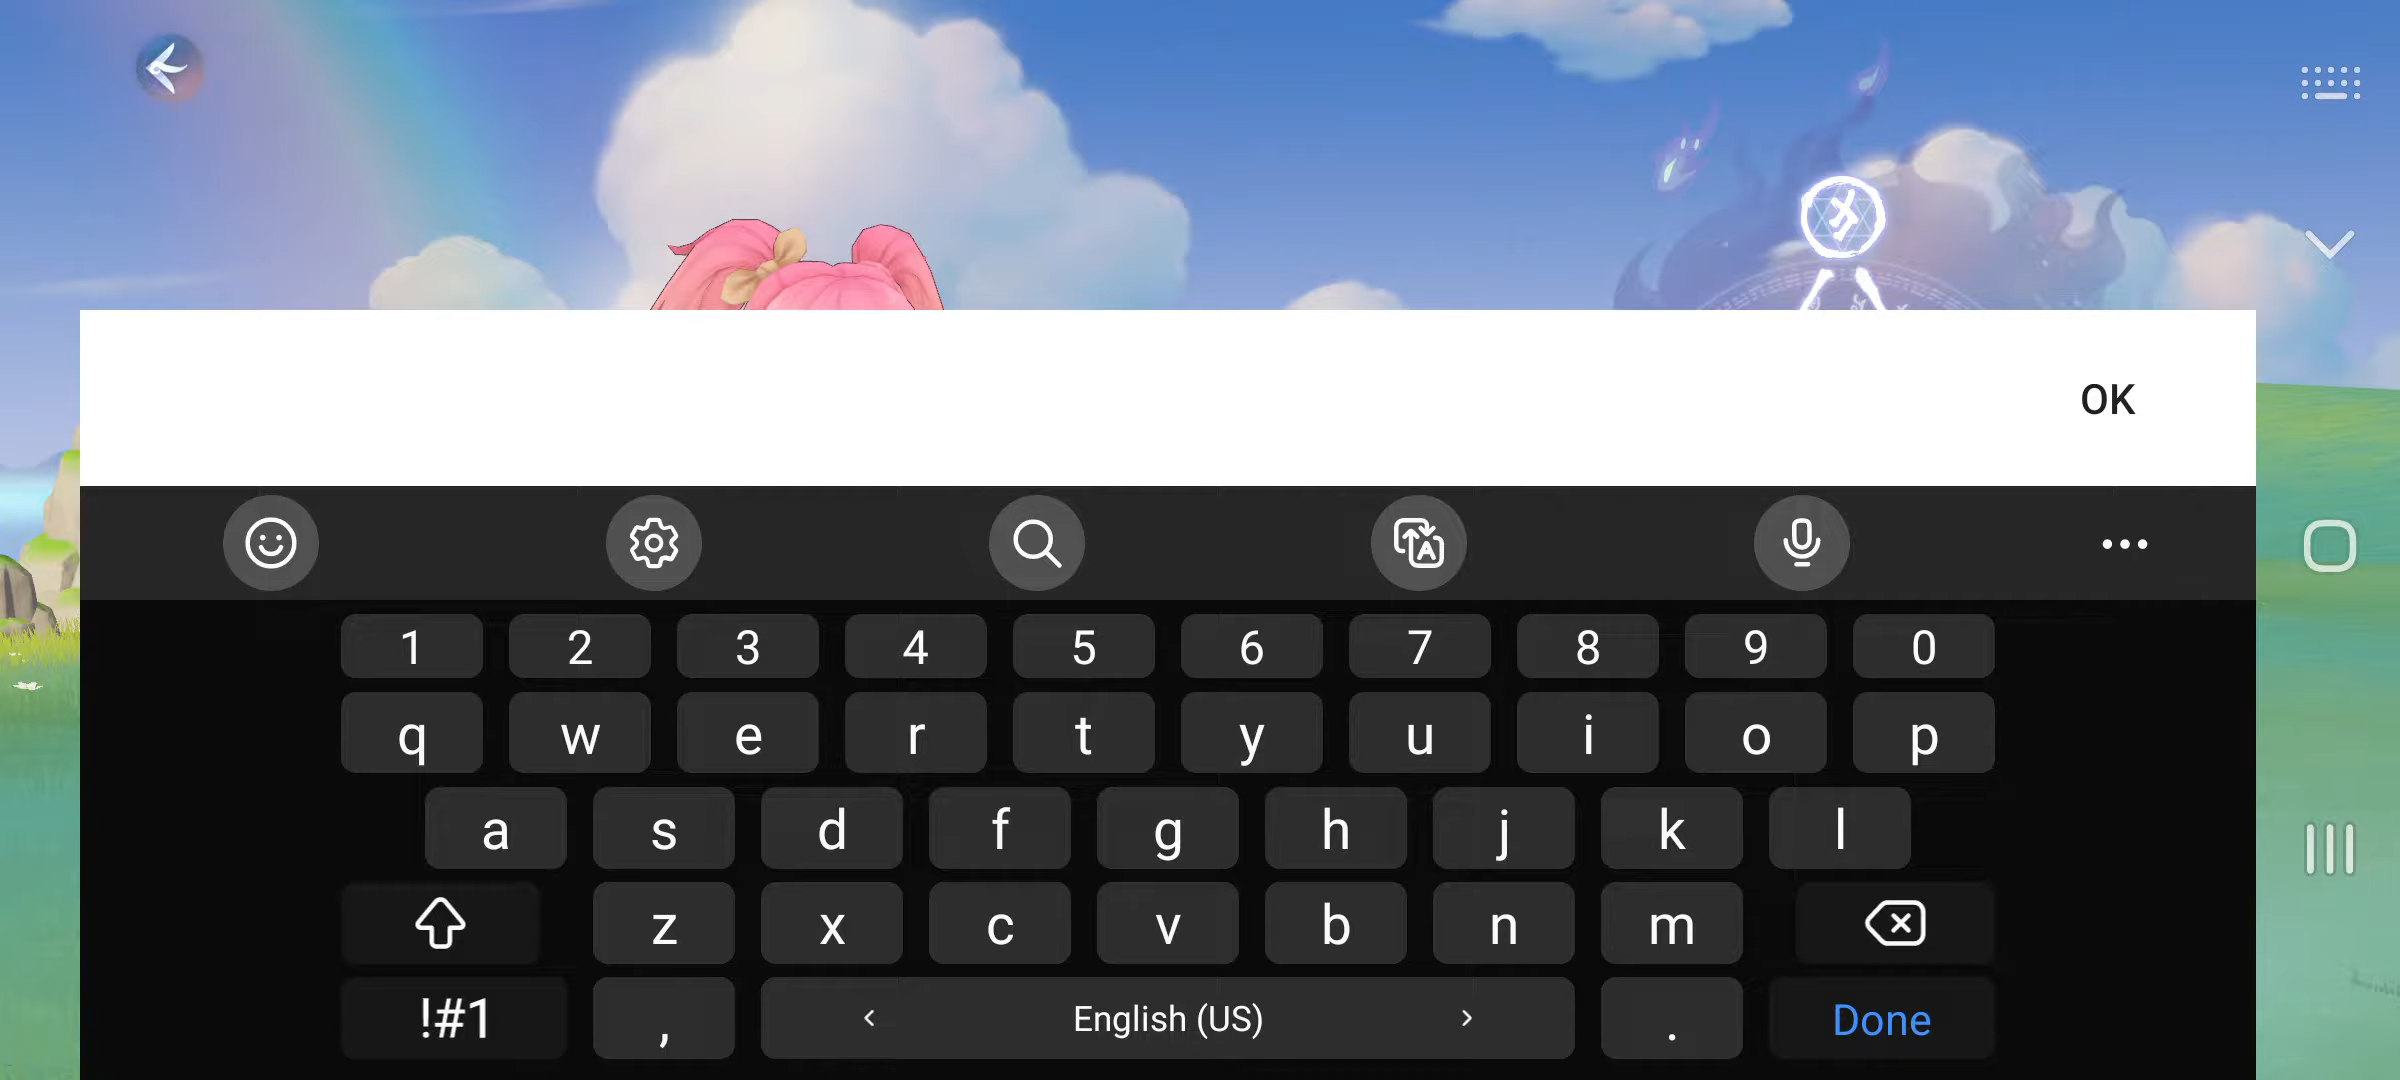 OK
1 2 3 4 5 6 7 8 9 0
q w e r t y u i o p
a s d f g h j k l
z x c v b n m
!#1 , English (US) . Done